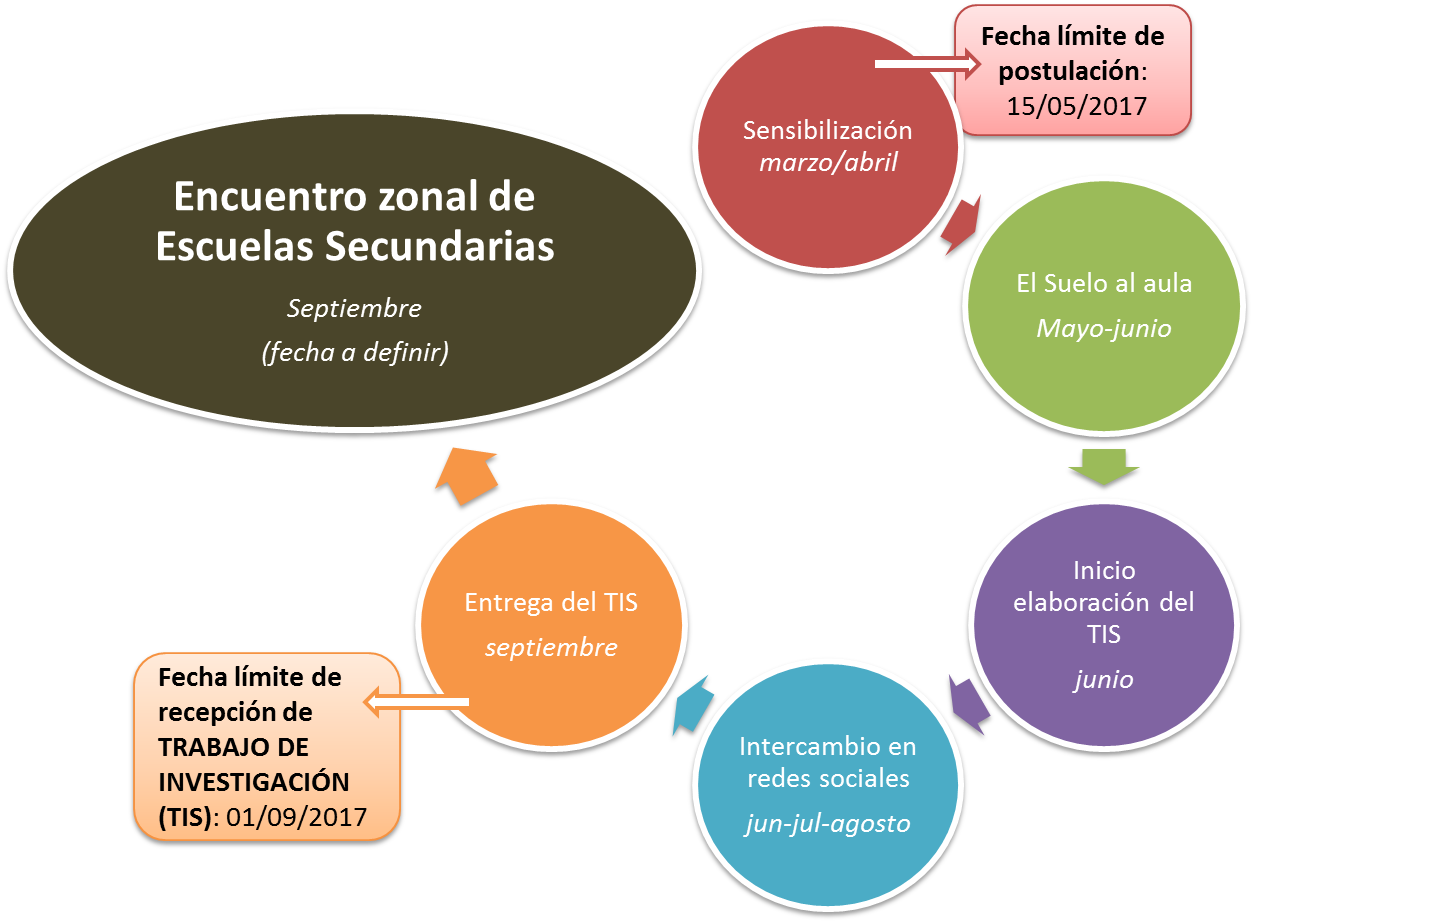 Fecha límite de
postulación:
15/05/2017
Sensibilización
marzo/abril
El Suelo al aula
Mayo-junio
Inicio
elaboración del
TIS
junio
Intercambio en
redes sociales
jun-jul-agosto
Entrega del TIS
septiembre
Fecha límite de
recepción de
TRABAJO DE
INVESTIGACIÓN
(TIS): 01/09/2017
Encuentro zonal de
Escuelas Secundarias
Septiembre
(fecha a definir)